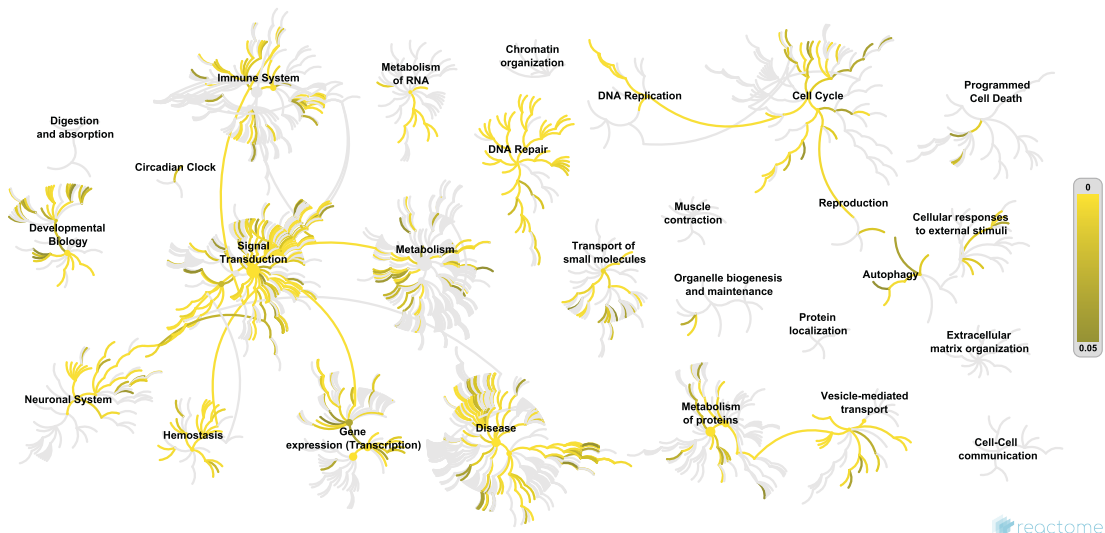 Immune System
Metabolism
of RNA
Chromatin
organization
DNA Replication
Cell Cycle
Programmed
Cell Death
Digestion
and absorption
Circadian Clock
DNA Repair
Developmental
Biology
Signal
Transduction
Metabolism
Transport of
small molecules
Muscle
contraction
Reproduction
Cellular responses
to external stimuli
Organelle biogenesis
and maintenance
Autophagy
Protein
localization
Extracellular
matrix organization
0
0.05
Neuronal System
Hemostasis
Gene
expression (Transcription)
Disease
Metabolism
of proteins
Vesicle-mediated
transport
Cell-Cell
communication
reactome